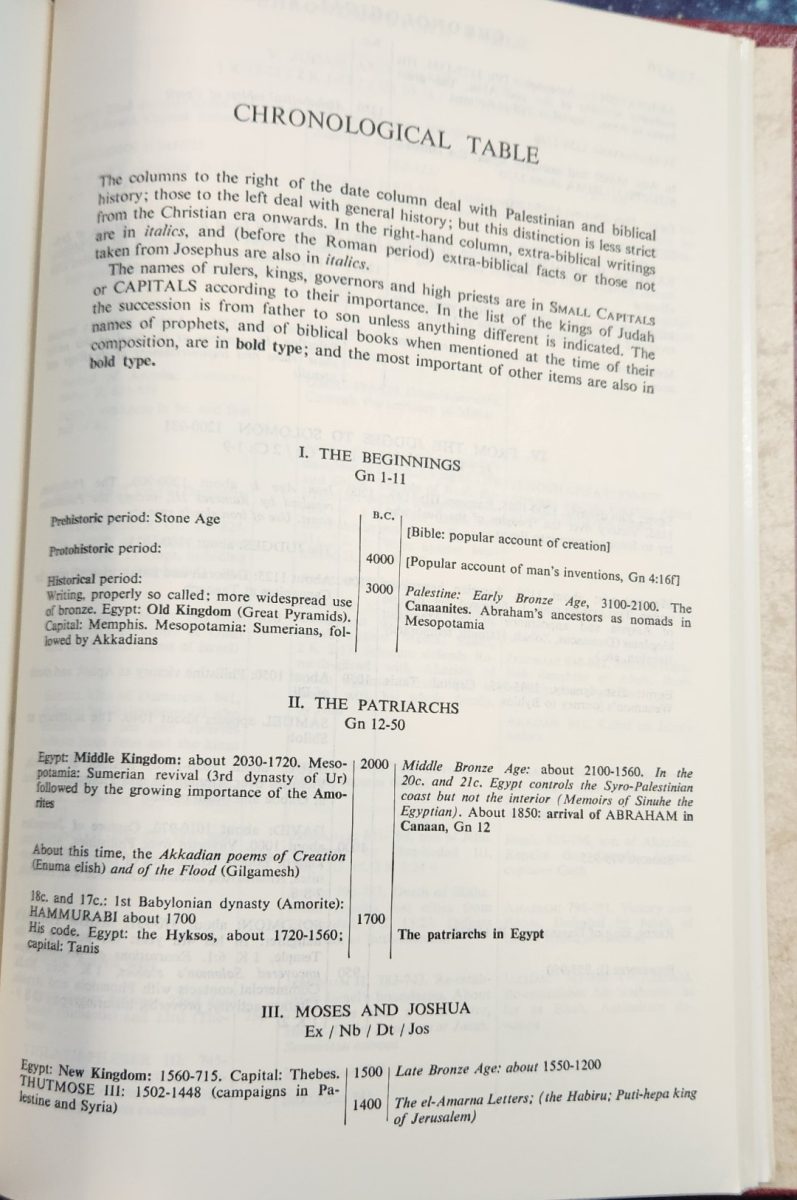 CHRONOLOGICAL TABLE
The columns to the right of the date column deal with Palestinian and biblical
history; those to the left deal with general history; but this distinction is less strict
from the Christian era onwards. In the right-hand column, extra-biblical writings
are in italics, and (before the Roman period) extra-biblical facts or those not
taken from Josephus are also in italics.
The names of rulers, kings, governors and high priests are in SMALL CAPITALS
or CAPITALS according to their importance. In the list of the kings of Judah
the succession is from father to son unless anything different is indicated. The
names of prophets, and of biblical books when mentioned at the time of their
composition, are in bold type; and the most important of other items are also in
bold type.
I. THE BEGINNINGS
Gn 1-11
B.C.
Prehistoric period: Stone Age
[Bible: popular account of creation]
Protohistoric period:
4000
[Popular account of man's inventions, Gn 4:16f]
Historical period:
Writing, properly so called; more widespread use
of bronze. Egypt: Old Kingdom (Great Pyramids).
Capital: Memphis. Mesopotamia: Sumerians, fol-
lowed by Akkadians
3000
Palestine: Early Bronze Age, 3100-2100. The
Canaanites. Abraham's ancestors as nomads in
Mesopotamia
II. THE PATRIARCHS
Gn 12-50
Egypt: Middle Kingdom: about 2030-1720. Meso-
potamia: Sumerian revival (3rd dynasty of Ur)
followed by the growing importance of the Amo-
rites
2000
Middle Bronze Age: about 2100-1560. In the
20c. and 21c. Egypt controls the Syro-Palestinian
coast but not the interior (Memoirs of Sinuhe the
Egyptian). About 1850: arrival of ABRAHAM in
Canaan, Gn 12
About this time, the Akkadian poems of Creation
(Enuma elish) and of the Flood (Gilgamesh)
18c. and 17c.: 1st Babylonian dynasty (Amorite):
HAMMURABI about 1700
His code. Egypt: the Hyksos, about 1720-1560;
capital: Tanis
1700
The patriarchs in Egypt
III. MOSES AND JOSHUA
Ex / Nb / Dt / Jos
Egypt: New Kingdom: 1560-715. Capital: Thebes.
THUTMOSE III: 1502-1448 (campaigns in Pa-
lestine and Syria)
1500
Late Bronze Age: about 1550-1200
1400
The el-Amarna Letters; (the Habiru; Puti-hepa king
of Jerusalem)